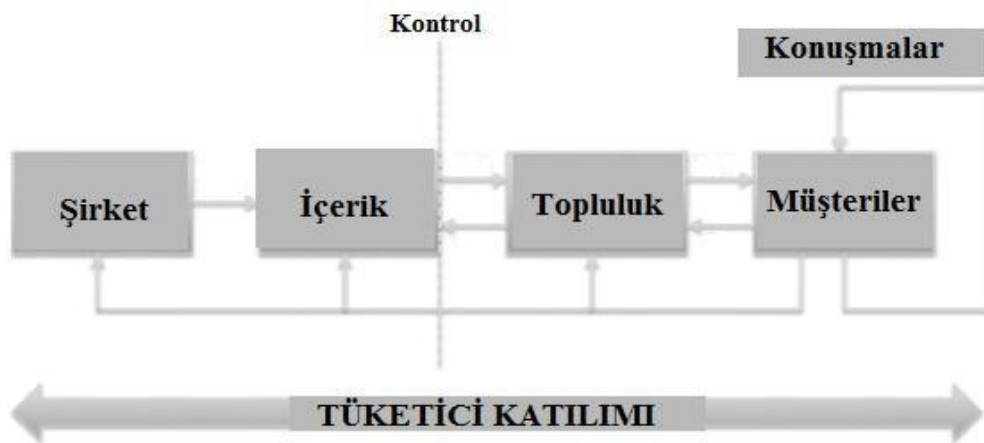 Kontrol
Konuşmalar
Şirket
İçerik
Topluluk
Müşteriler
TÜKETİCİ KATILIMI